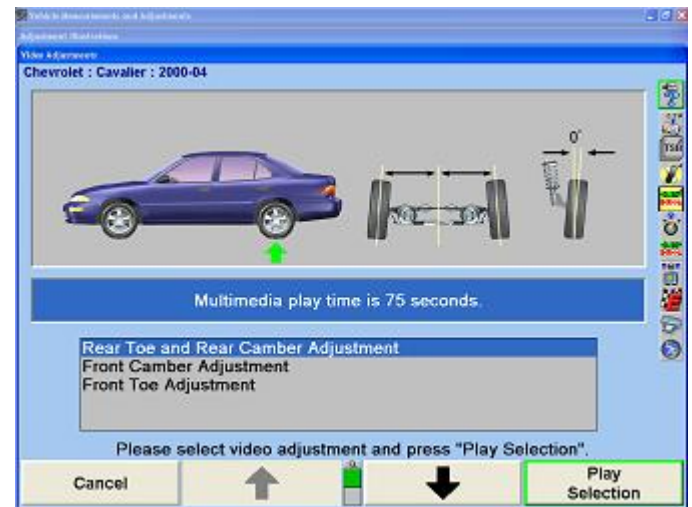 Vehicle Measurements and Adjustments
Adjustment Illustrations
Video Adjustments
Chevrolet : Cavalier : 2000-04
0°
TSB
Multimedia play time is 75 seconds.
Rear Toe and Rear Camber Adjustment
Front Camber Adjustment
Front Toe Adjustment
Please select video adjustment and press "Play Selection".
Cancel
Play
Selection